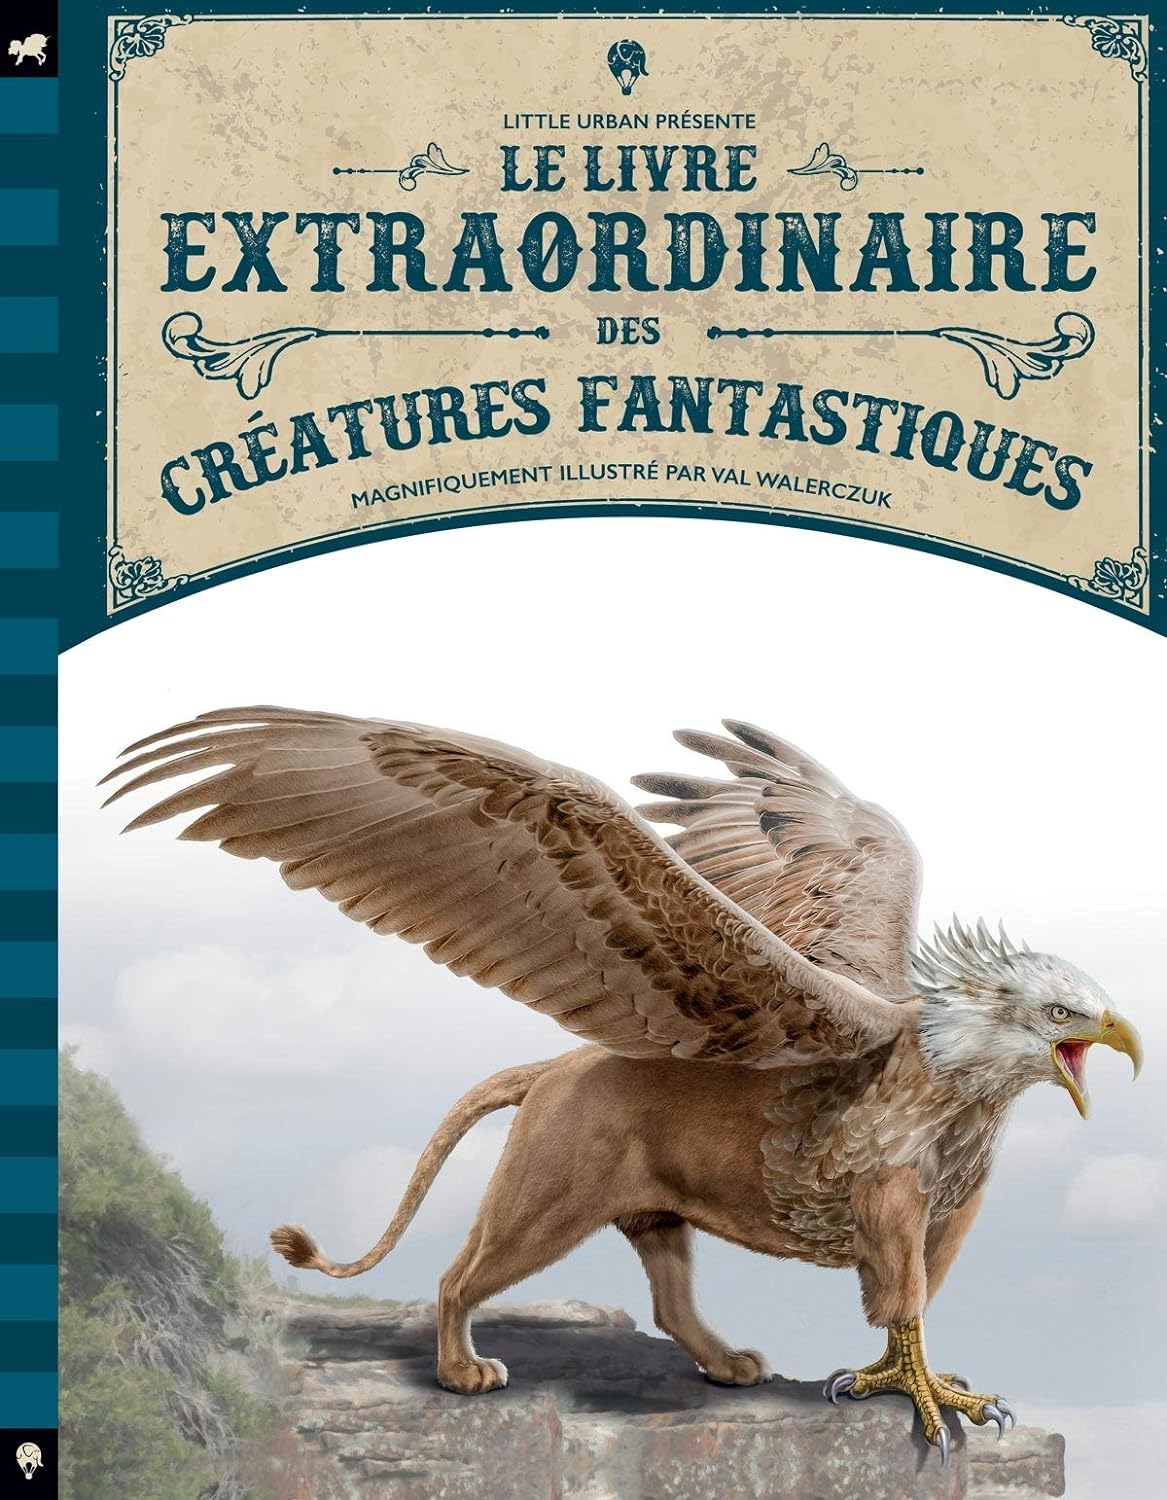 LITTLE URBAN PRÉSENTE
LE LIVRE
EXTRAORDINAIRE
DES
CRÉATURES FANTASTIQUES
MAGNIFIQUEMENT ILLUSTRÉ PAR VAL WALERCZUK